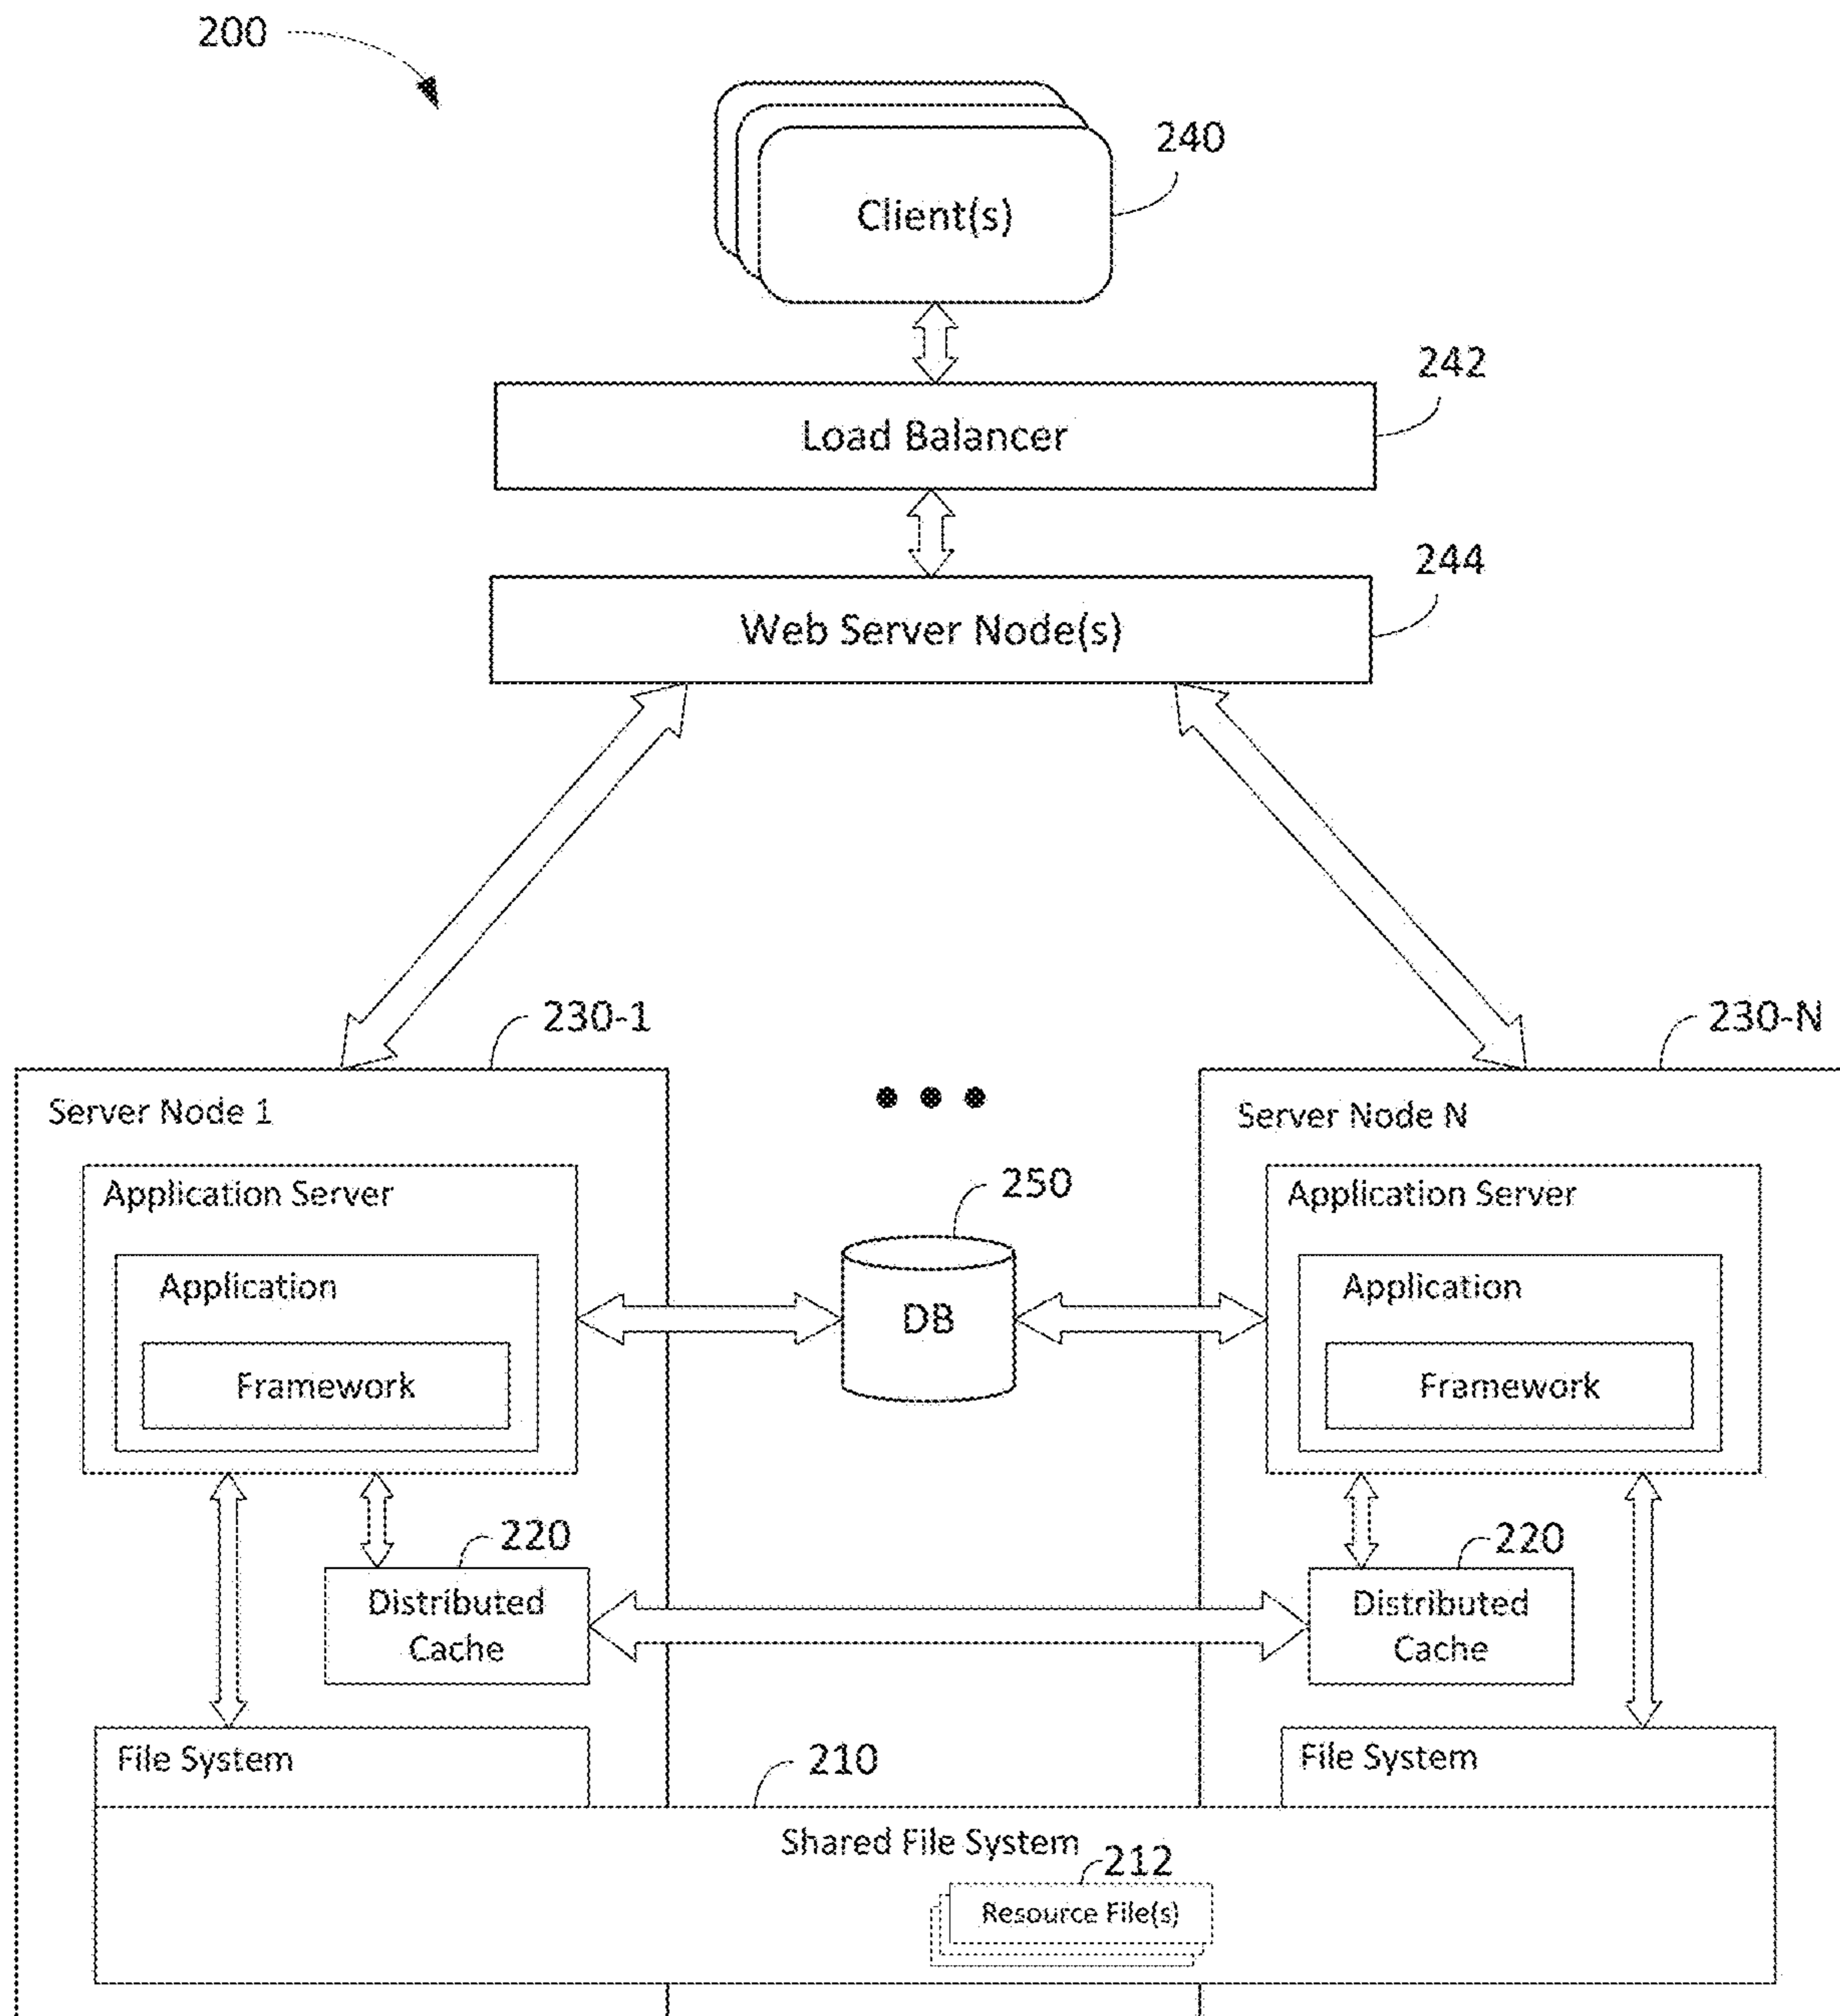 200
240
Client(s)
242
Load Balancer
244
Web Server Node(s)
230-1
230-N
Server Node 1
Server Node N
250
Application Server
Application Server
Application
DB
Application
Framework
Framework
220
220
Distributed
Cache
Distributed
Cache
File System
210
File System
Shared File System
212
Resource File(s)